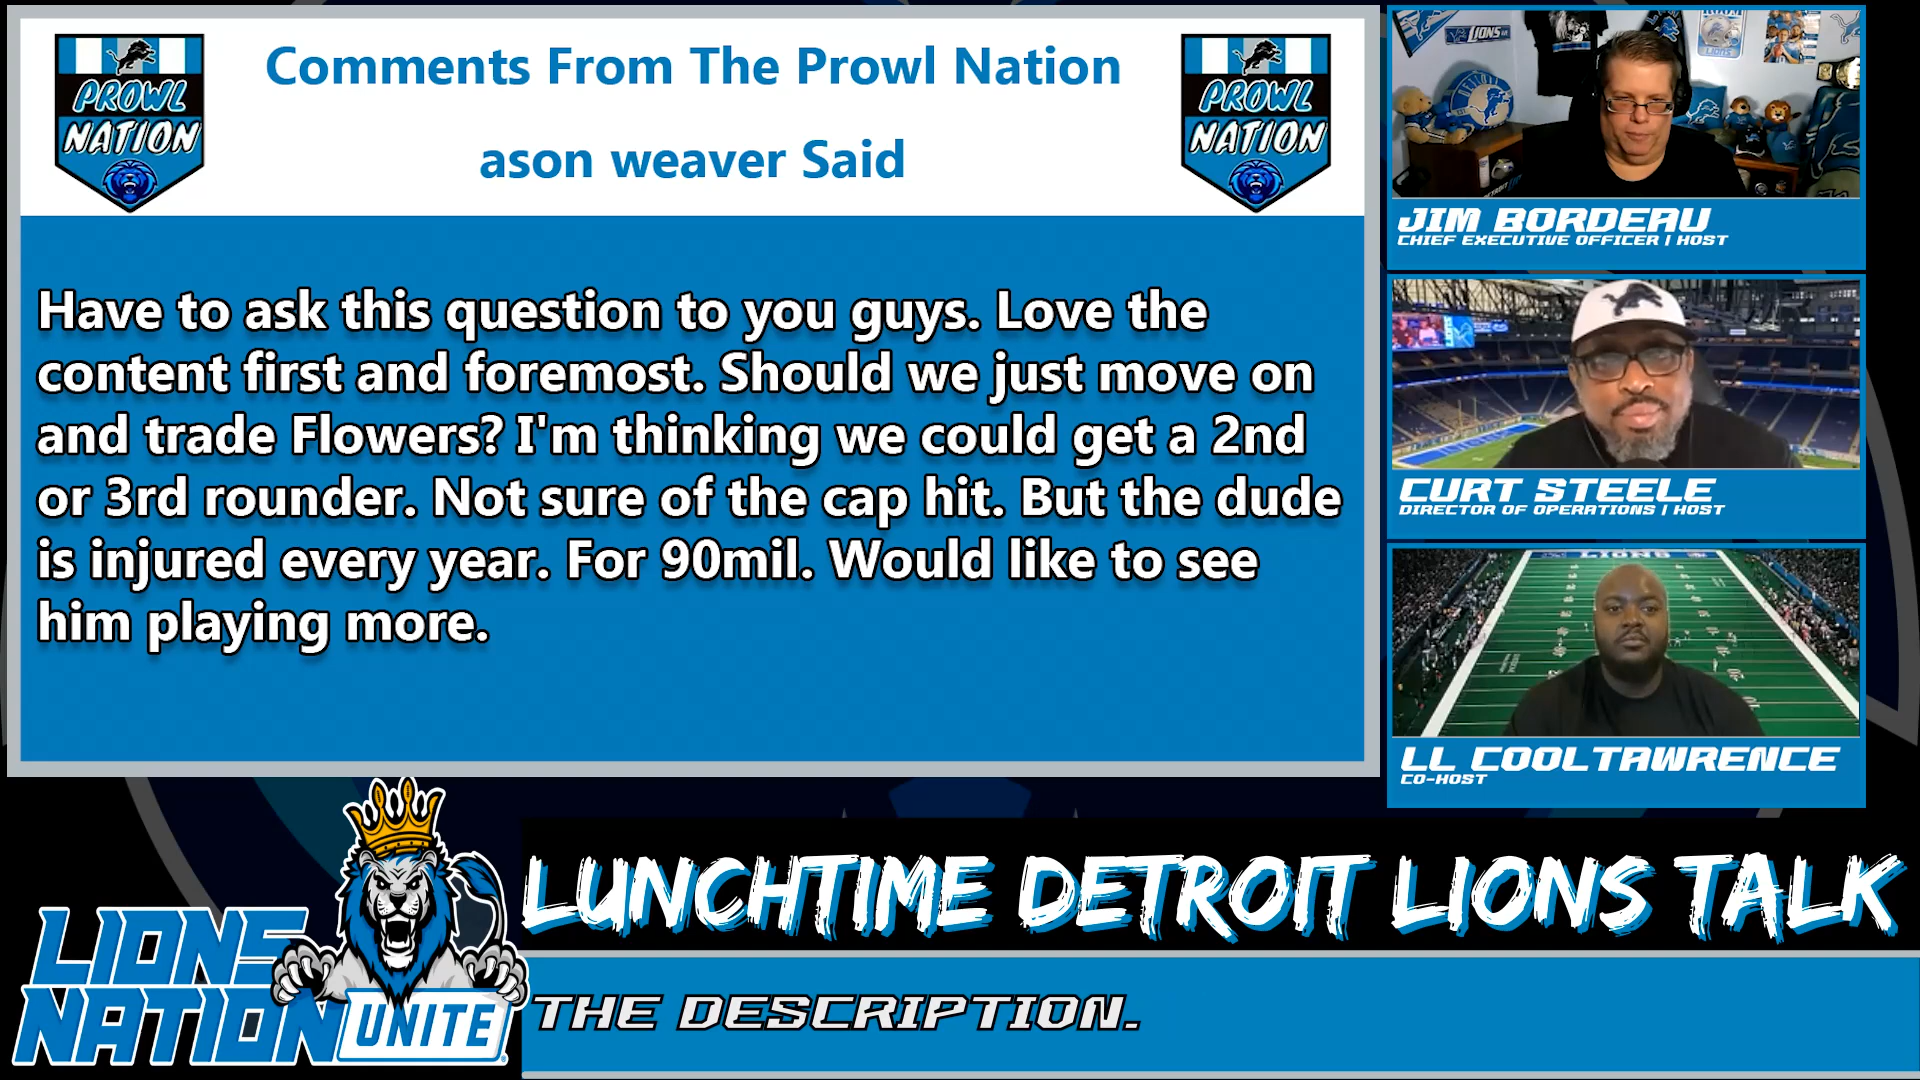 Comments From The Prowl Nation
ason weaver Said
PROWL
NATION
PROWL
NATION
Have to ask this question to you guys. Love the
content first and foremost. Should we just move on
and trade Flowers? I'm thinking we could get a 2nd
or 3rd rounder. Not sure of the cap hit. But the dude
is injured every year. For 90mil. Would like to see
him playing more.
LIONS
JIM BORDEAU
CHIEF EXECUTIVE OFFICER | HOST
CURT STEELE
DIRECTOR OF OPERATIONS | HOST
LIONS
LL COOL TAWRENCE
CO-HOST
LIONS
NATION
UNITE
LUNCHTIME DETROIT LIONS TALK
THE DESCRIPTION.